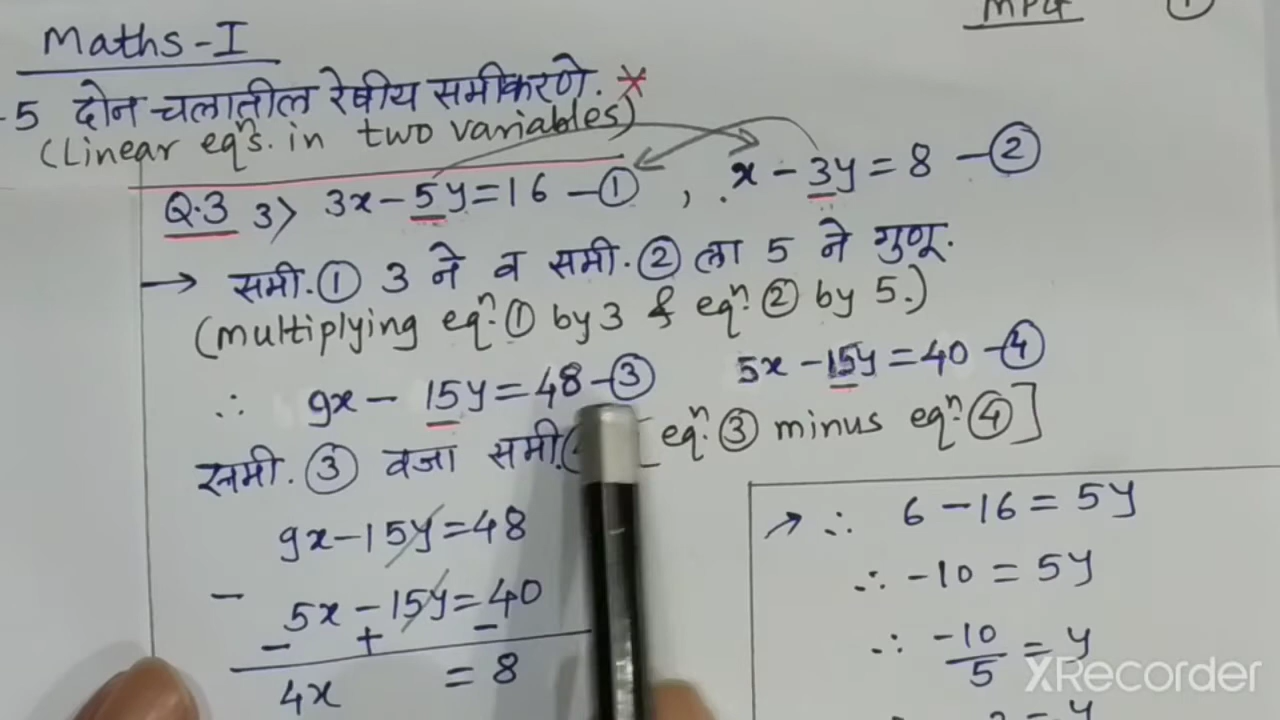 Maths-I
MPG ①
-5 दोन चलातील रेषीय समीकरणे. *
(Linear eqⁿs. in two variables)
Q.3 3> 3x-5y=16-①, x-3y=8-②
→ समी.① 3 ने व समी.② ला 5 ने गुणू.
(multiplying eqⁿ.① by 3 & eqⁿ.② by 5.)
∴ 9x-15y=48-③ 5x-15y=40-④
समी.③ वजा समी. [eqⁿ.③ minus eqⁿ.④]
9x-15y=48
- 5x-15y=40
- + -
4x = 8
→ ∴ 6-16=5y
∴ -10=5y
∴ -10/5=y
=y
XRecorder